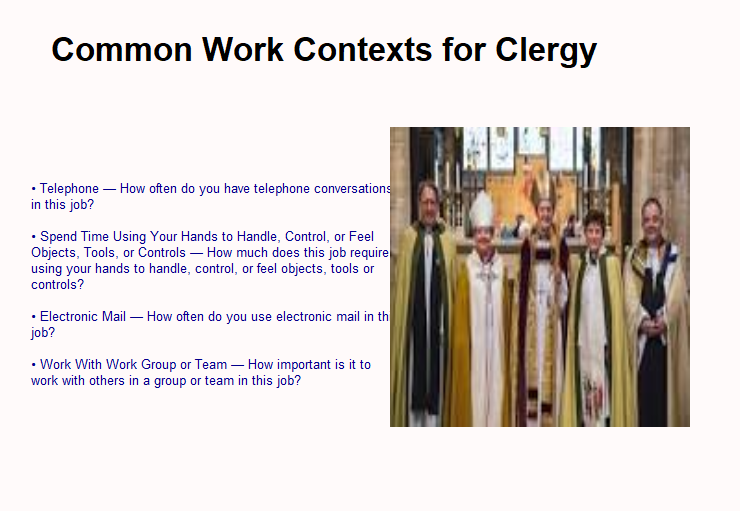 Common Work Contexts for Clergy
• Telephone — How often do you have telephone conversations
in this job?
• Spend Time Using Your Hands to Handle, Control, or Feel
Objects, Tools, or Controls — How much does this job require
using your hands to handle, control, or feel objects, tools or
controls?
• Electronic Mail — How often do you use electronic mail in
job?
• Work With Work Group or Team — How important is it to
work with others in a group or team in this job?